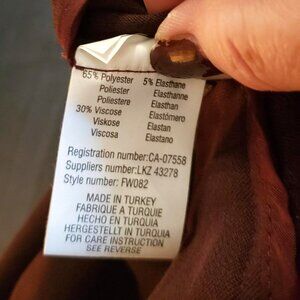 65% Polyester 5% Elasthane
Poliester Elasthanne
Poliestere Elasthan
30% Viscose Elastómero
Viskose Elastan
Viscosa Elastano
Registration number:CA-07558
Suppliers number:LKZ 43278
Style number: FW082
MADE IN TURKEY
FABRIQUE A TURQUIE
HECHO EN TURQUIA
HERGESTELLT IN TURQUIE
FOR CARE INSTRUCTION
SEE REVERSE